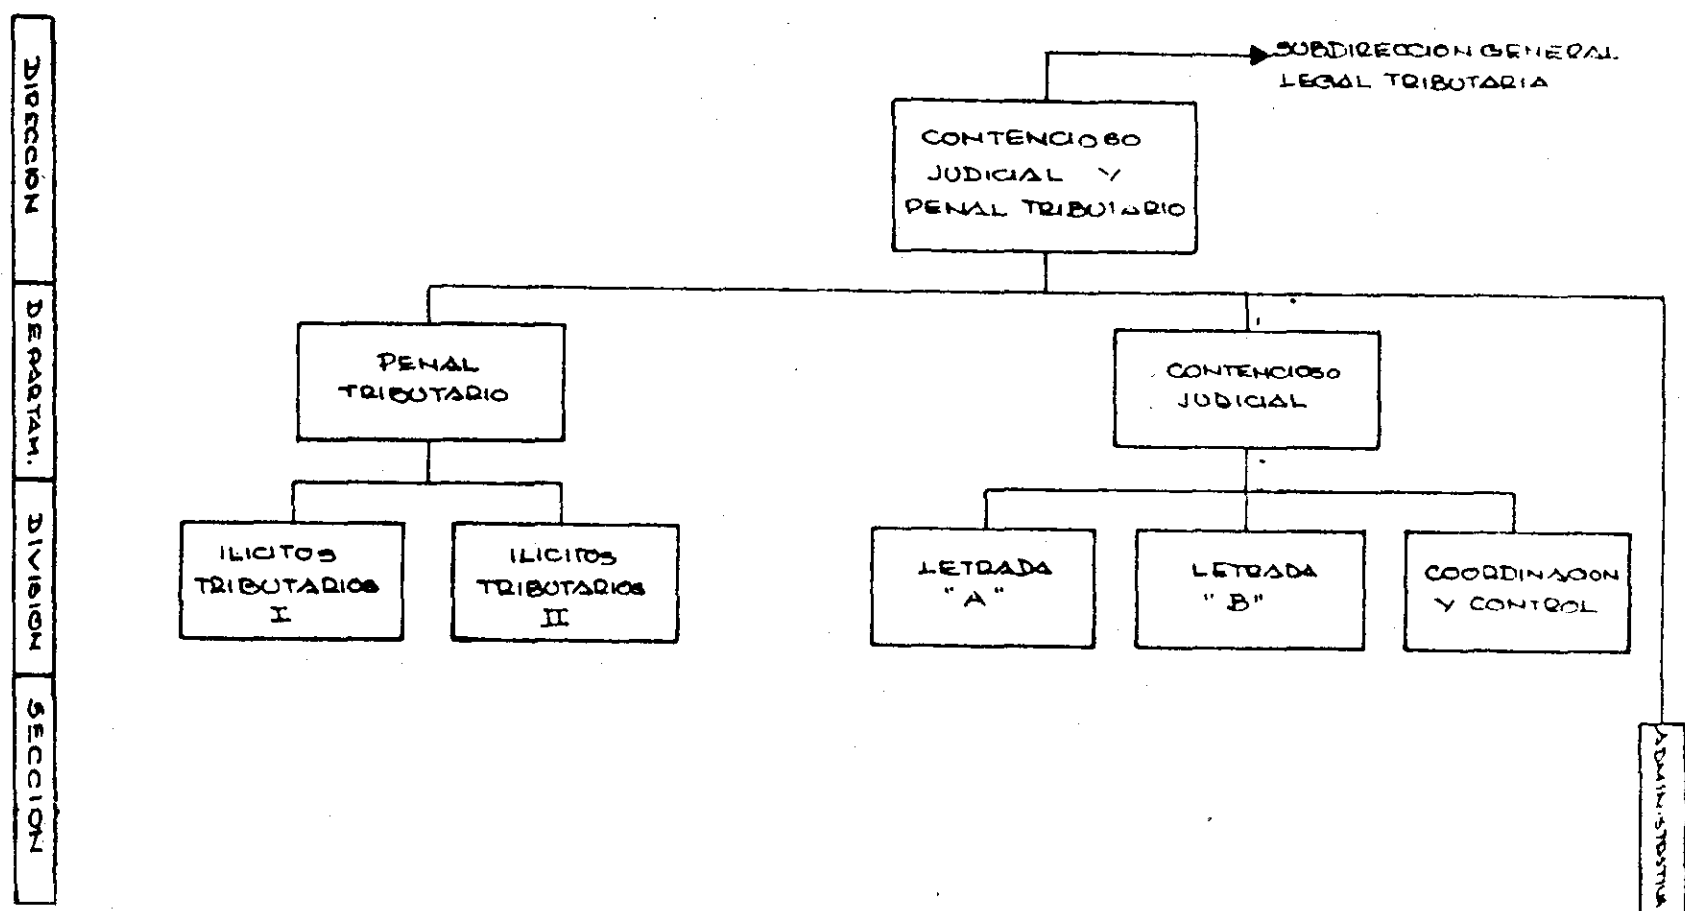 SUBDIRECCION GENERAL
LEGAL TRIBUTARIA
DIRECCION
CONTENCIOSO
JUDICIAL Y
PENAL TRIBUTARIO
DEPARTAM.
PENAL
TRIBUTARIO
CONTENCIOSO
JUDICIAL
DIVISION
ILICITOS
TRIBUTARIOS
I
ILICITOS
TRIBUTARIOS
II
LETRADA
"A"
LETRADA
"B"
COORDINACION
Y CONTROL
SECCION
ADMINISTRATIVA